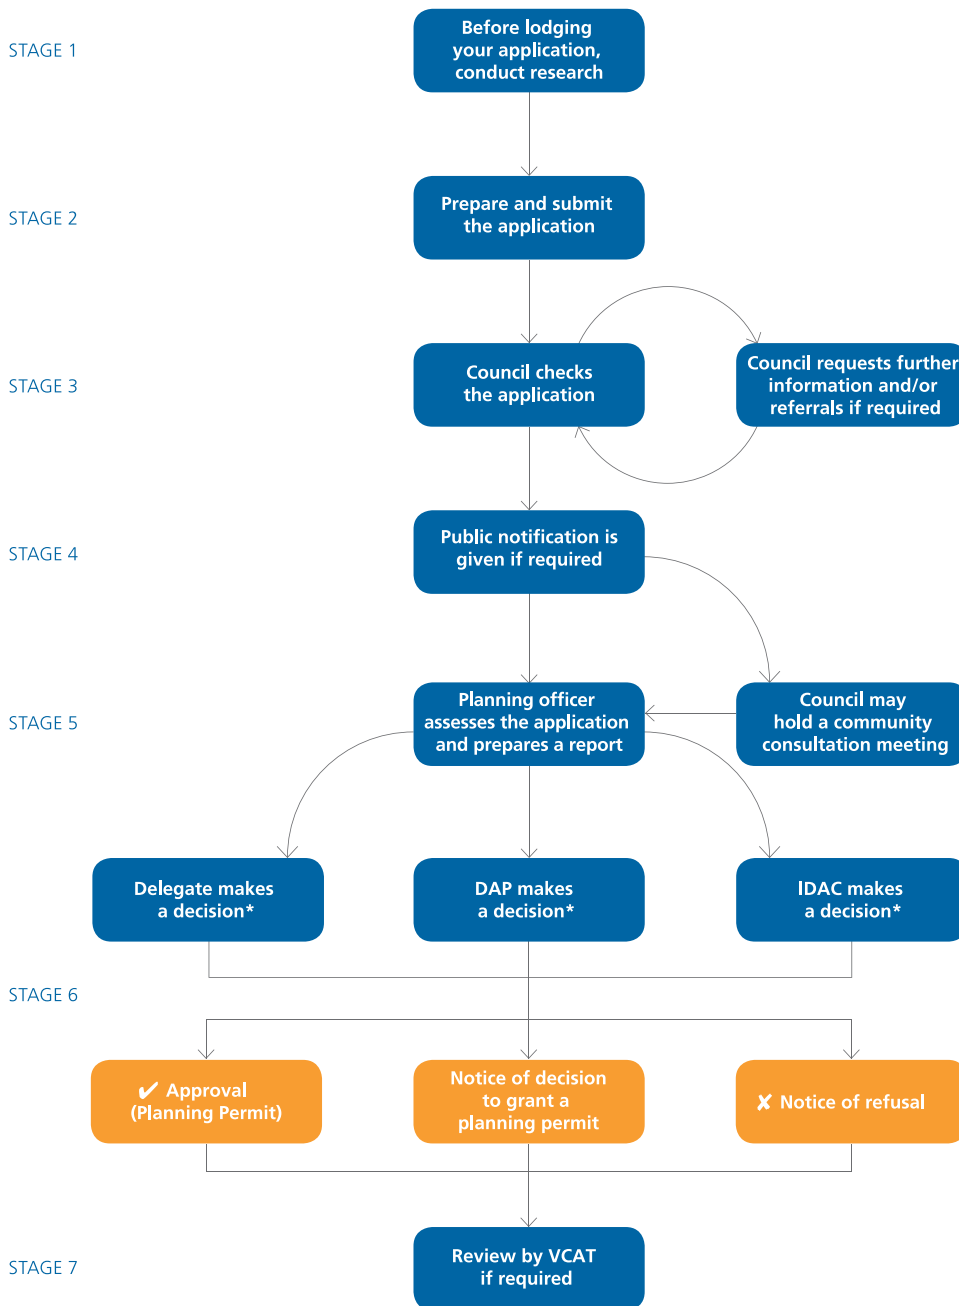 STAGE 1
Before lodging
your application,
conduct research
STAGE 2
Prepare and submit
the application
STAGE 3
Council checks
the application
Council requests further
information and/or
referrals if required
STAGE 4
Public notification is
given if required
STAGE 5
Planning officer
assesses the application
and prepares a report
Council may
hold a community
consultation meeting
Delegate makes
a decision*
DAP makes
a decision*
IDAC makes
a decision*
STAGE 6
✔ Approval
(Planning Permit)
Notice of decision
to grant a
planning permit
✘ Notice of refusal
STAGE 7
Review by VCAT
if required